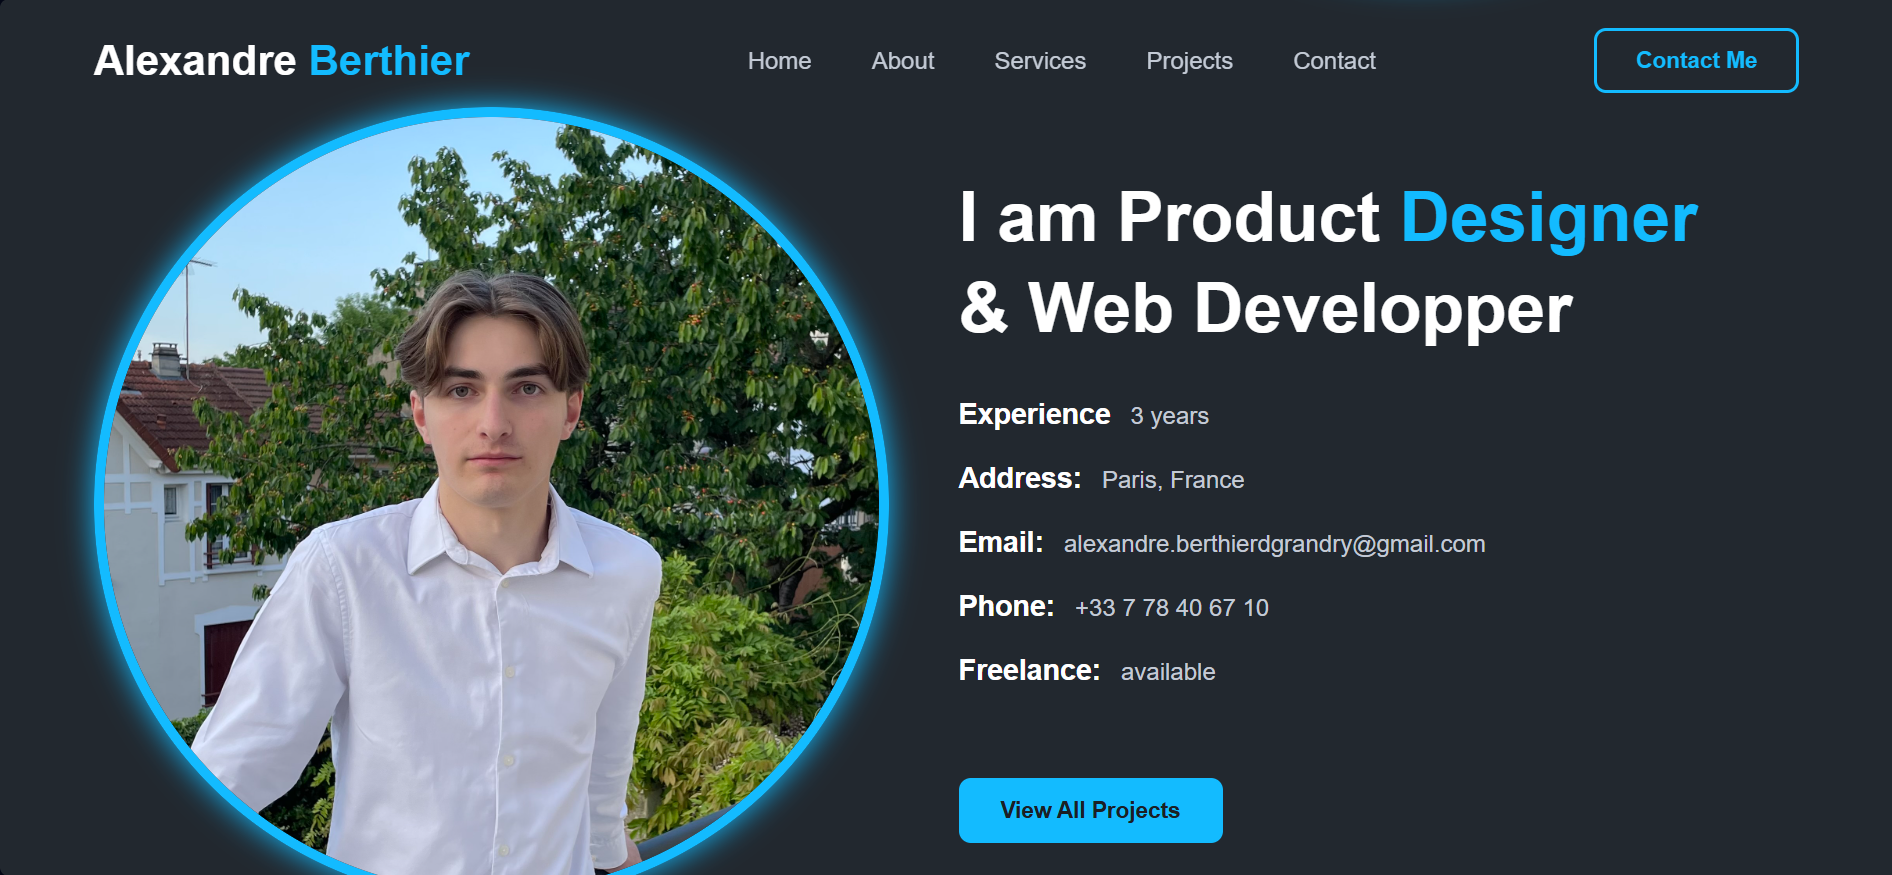 Alexandre Berthier
Home About Services Projects Contact
Contact Me
I am Product Designer
& Web Developper
Experience 3 years
Address: Paris, France
Email: alexandre.berthierdgrandry@gmail.com
Phone: +33 7 78 40 67 10
Freelance: available
View All Projects